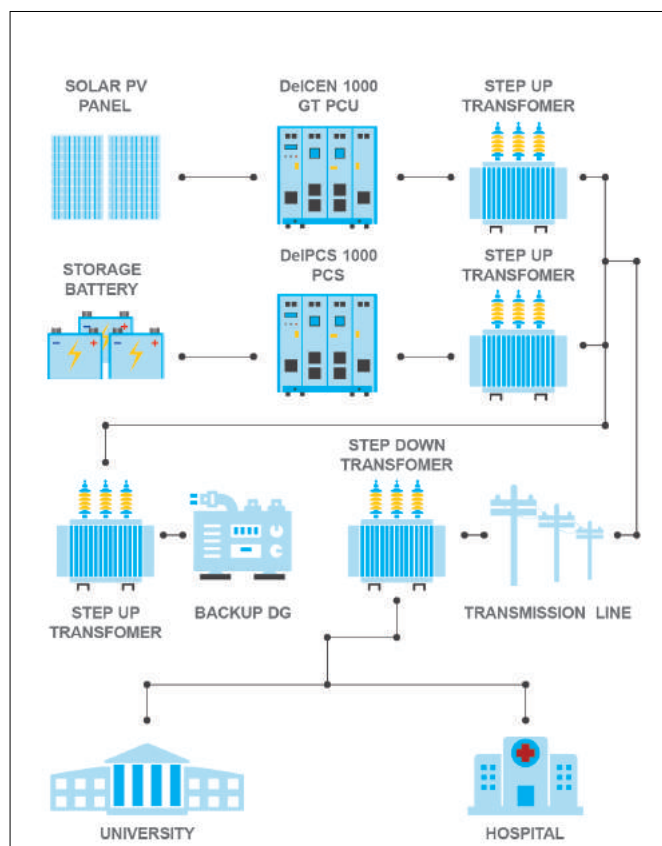 SOLAR PV
PANEL
DelCEN 1000
GT PCU
STEP UP
TRANSFOMER
STORAGE
BATTERY
DelPCS 1000
PCS
STEP UP
TRANSFOMER
STEP DOWN
TRANSFOMER
STEP UP
TRANSFOMER
BACKUP DG
TRANSMISSION LINE
UNIVERSITY
HOSPITAL